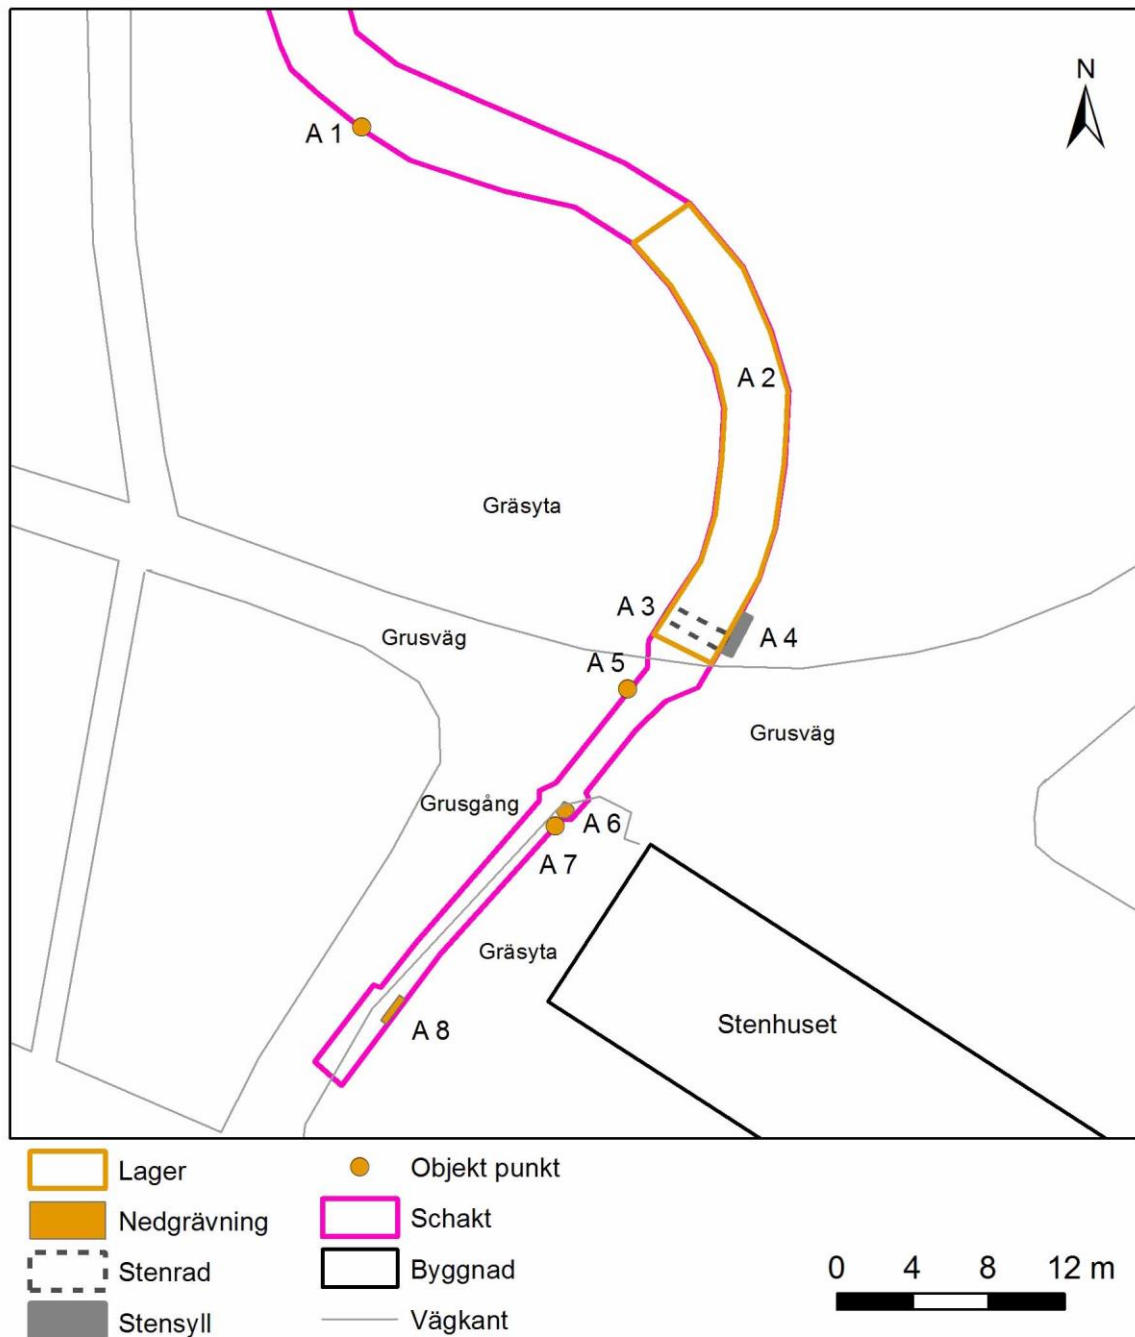 N
A 1
A 2
Gräsyta
A 3
A 4
Grusväg
A 5
Grusväg
Grusgång
A 6
A 7
Gräsyta
Stenhuset
A 8
Lager
Nedgrävning
Stenrad
Stensyll
Objekt punkt
Schakt
Byggnad
Vägkant
0 4 8 12 m